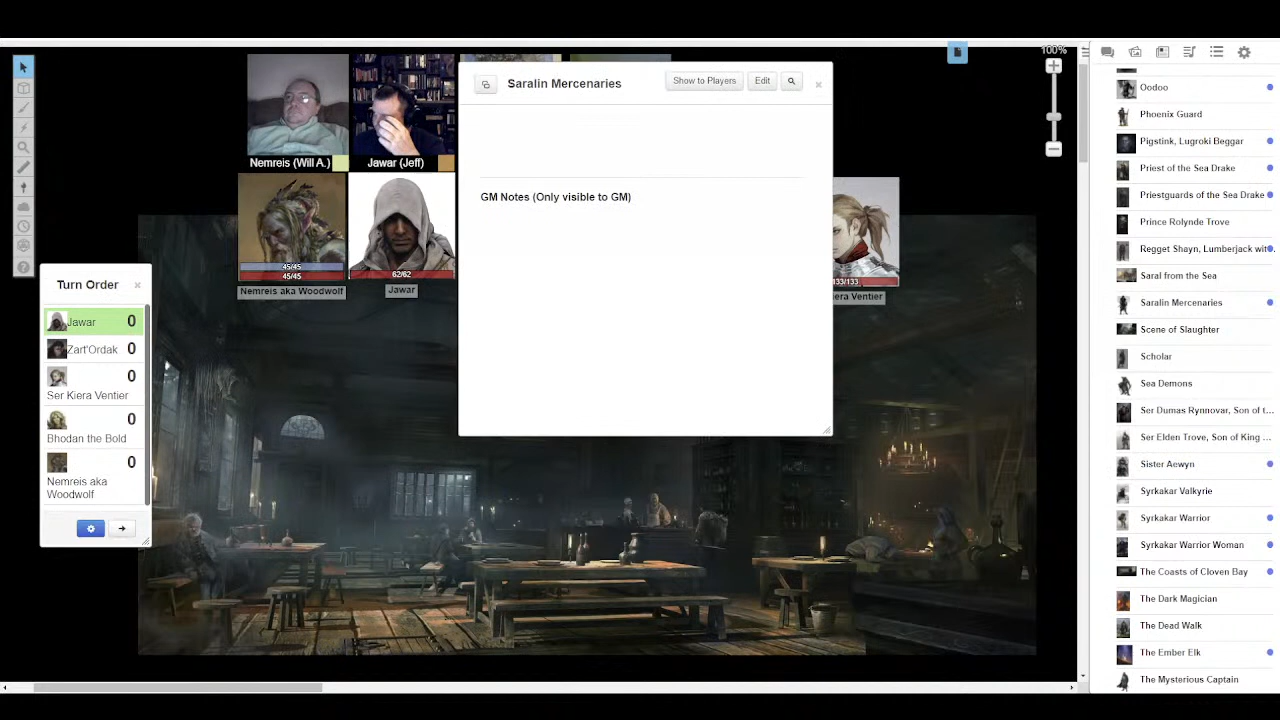 100%
Saralin Mercenaries
Show to Players
Edit
GM Notes (Only visible to GM)
Nemreis (Will A.)
Jawar (Jeff)
45/45
45/45
Nemreis aka Woodwolf
62/62
Jawar
133/133
iera Ventier
Turn Order
Jawar 0
Zart'Ordak 0
0
Ser Kiera Ventier
0
Bhodan the Bold
0
Nemreis aka
Woodwolf
Oodoo
Phoenix Guard
Pigstink, Lugroki Beggar
Priest of the Sea Drake
Priestguards of the Sea Drake
Prince Rolynde Trove
Regget Shayn, Lumberjack wit...
Saral from the Sea
Saralin Mercenaries
Scene of Slaughter
Scholar
Sea Demons
Ser Dumas Rynnovar, Son of t...
Ser Elden Trove, Son of King ...
Sister Aewyn
Syrkakar Valkyrie
Syrkakar Warrior
Syrkakar Warrior Woman
The Coasts of Cloven Bay
The Dark Magician
The Dead Walk
The Ember Elk
The Mysterious Captain